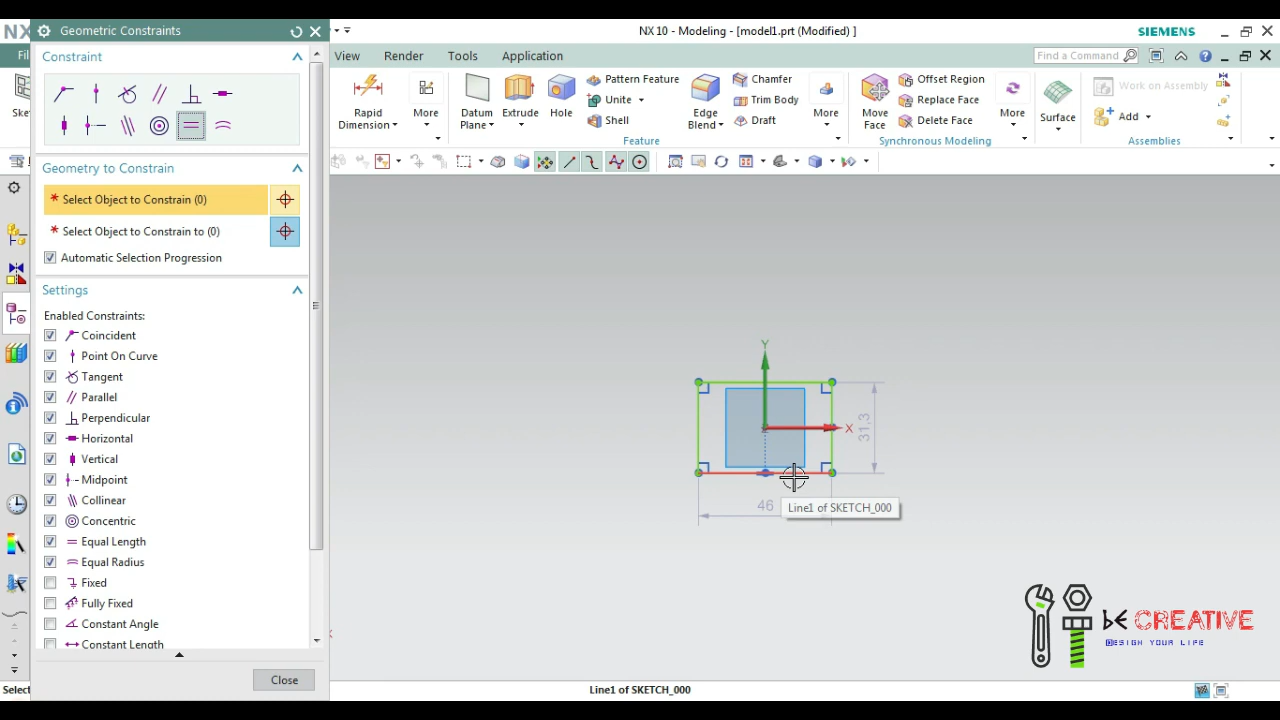 NX
Geometric Constraints
NX 10 - Modeling - [model1.prt (Modified) ]
SIEMENS
Fil
Constraint
View
Render
Tools
Application
Find a Command
Pattern Feature
Unite
Shell
Chamfer
Trim Body
Draft
Offset Region
Replace Face
Delete Face
Work on Assembly
Add
Ske
Rapid
Dimension
More
Datum
Plane
Extrude
Hole
Edge
Blend
More
Move
Face
More
Surface
Feature
Synchronous Modeling
Assemblies
Geometry to Constrain
* Select Object to Constrain (0)
* Select Object to Constrain to (0)
Automatic Selection Progression
Settings
Enabled Constraints:
Coincident
Point On Curve
Tangent
Parallel
Perpendicular
Horizontal
Vertical
Midpoint
Collinear
Concentric
Equal Length
Equal Radius
Fixed
Fully Fixed
Constant Angle
Constant Length
Close
Y
X
31,3
46
Line1 of SKETCH_000
bE CREATIVE
DESIGN YOUR LIFE
Select
Line1 of SKETCH_000